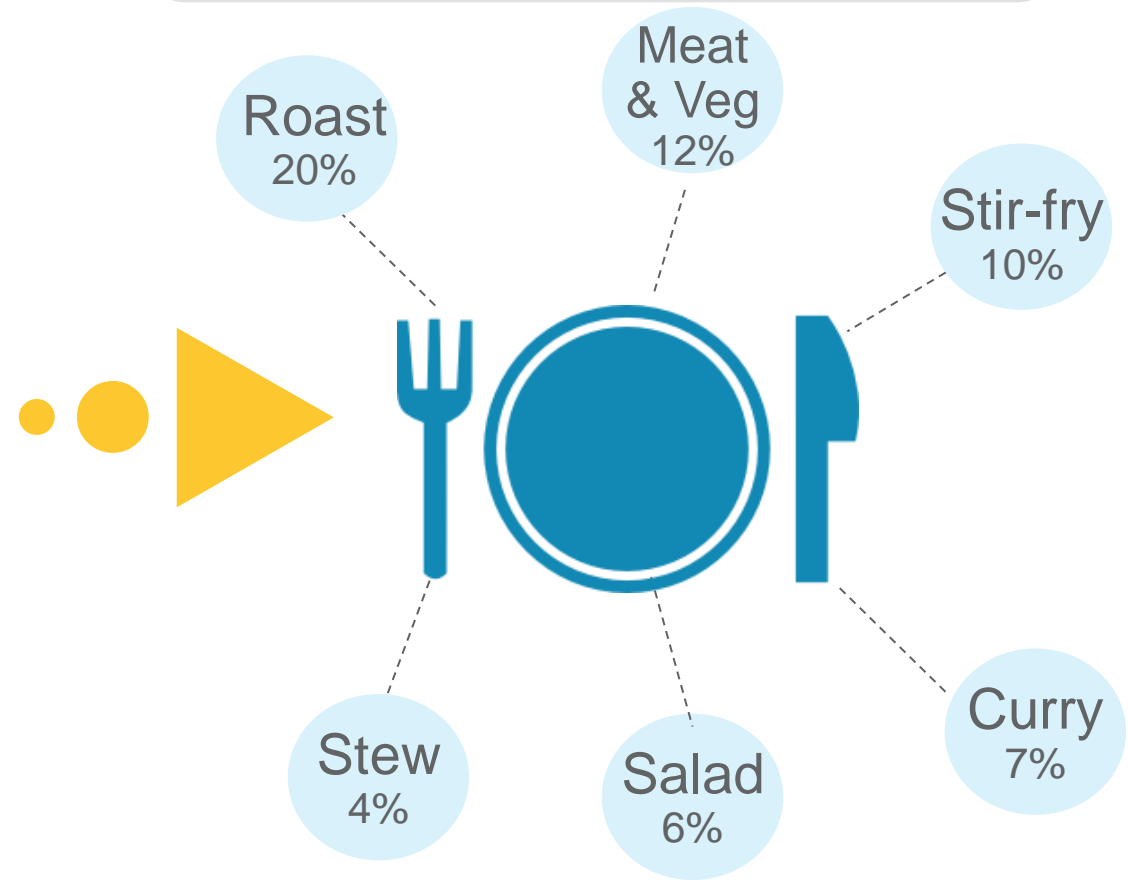 Meat
& Veg
12%
Roast
20%
Stir-fry
10%
Stew
4%
Salad
6%
Curry
7%